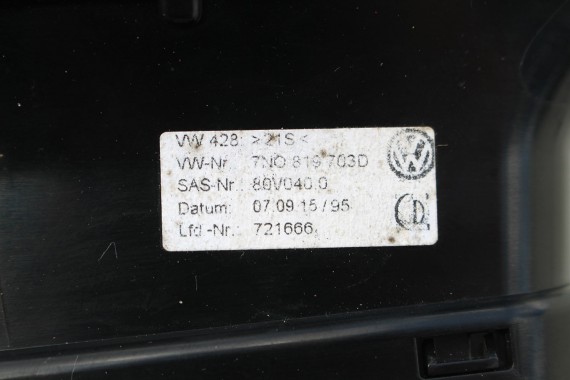 VW 428 >21S<
VW-Nr 7NO 819 703D
SAS-Nr.: 80V040.0
Datum: 07.09.15 / 95
Lfd.-Nr.: 721666